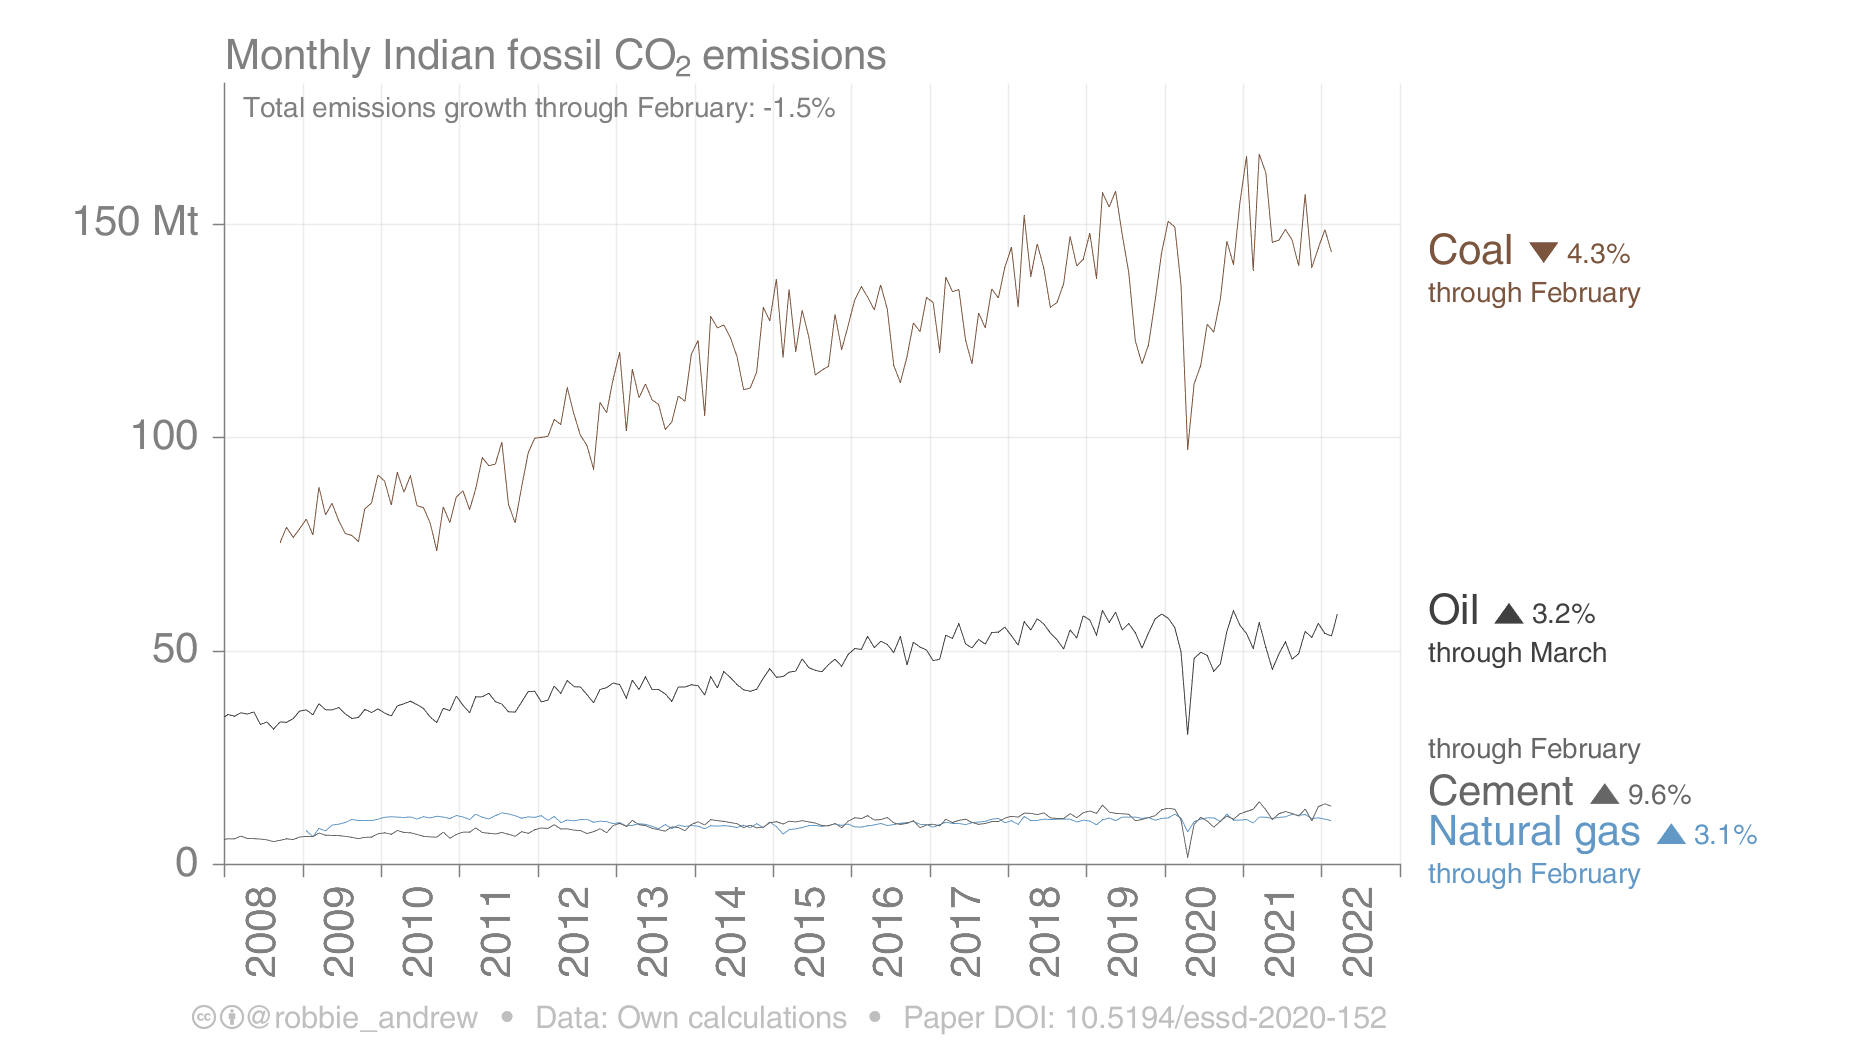 Monthly Indian fossil CO₂ emissions
Total emissions growth through February: -1.5%
150 Mt
100
50
0
Coal ▼ 4.3%
through February
Oil ▲ 3.2%
through March
through February
Cement ▲ 9.6%
Natural gas ▲ 3.1%
through February
2008
2009
2010
2011
2012
2013
2014
2015
2016
2017
2018
2019
2020
2021
2022
@robbie_andrew • Data: Own calculations • Paper DOI: 10.5194/essd-2020-152